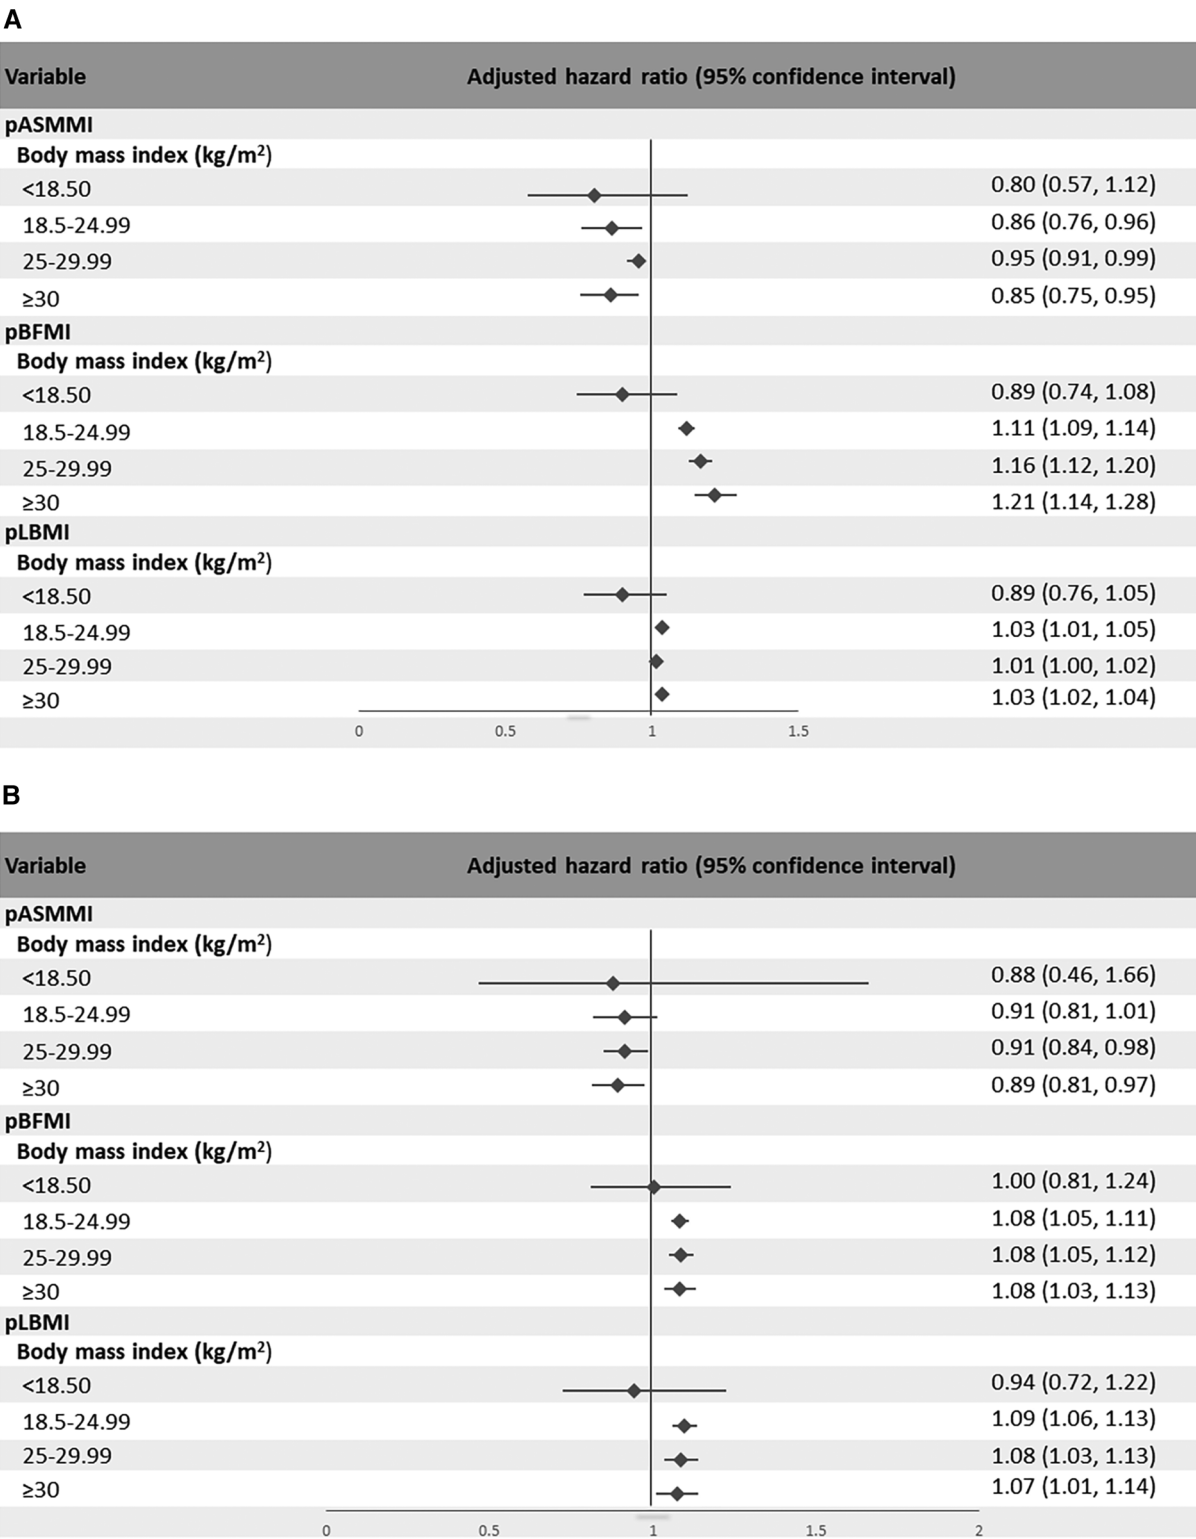 A
Variable Adjusted hazard ratio (95% confidence interval)
pASMMI
Body mass index (kg/m²)
<18.50 0.80 (0.57, 1.12)
18.5-24.99 0.86 (0.76, 0.96)
25-29.99 0.95 (0.91, 0.99)
≥30 0.85 (0.75, 0.95)
pBFMI
Body mass index (kg/m²)
<18.50 0.89 (0.74, 1.08)
18.5-24.99 1.11 (1.09, 1.14)
25-29.99 1.16 (1.12, 1.20)
≥30 1.21 (1.14, 1.28)
pLBMI
Body mass index (kg/m²)
<18.50 0.89 (0.76, 1.05)
18.5-24.99 1.03 (1.01, 1.05)
25-29.99 1.01 (1.00, 1.02)
≥30 1.03 (1.02, 1.04)
0 0.5 1 1.5
B
Variable Adjusted hazard ratio (95% confidence interval)
pASMMI
Body mass index (kg/m²)
<18.50 0.88 (0.46, 1.66)
18.5-24.99 0.91 (0.81, 1.01)
25-29.99 0.91 (0.84, 0.98)
≥30 0.89 (0.81, 0.97)
pBFMI
Body mass index (kg/m²)
<18.50 1.00 (0.81, 1.24)
18.5-24.99 1.08 (1.05, 1.11)
25-29.99 1.08 (1.05, 1.12)
≥30 1.08 (1.03, 1.13)
pLBMI
Body mass index (kg/m²)
<18.50 0.94 (0.72, 1.22)
18.5-24.99 1.09 (1.06, 1.13)
25-29.99 1.08 (1.03, 1.13)
≥30 1.07 (1.01, 1.14)
0 0.5 1 1.5 2